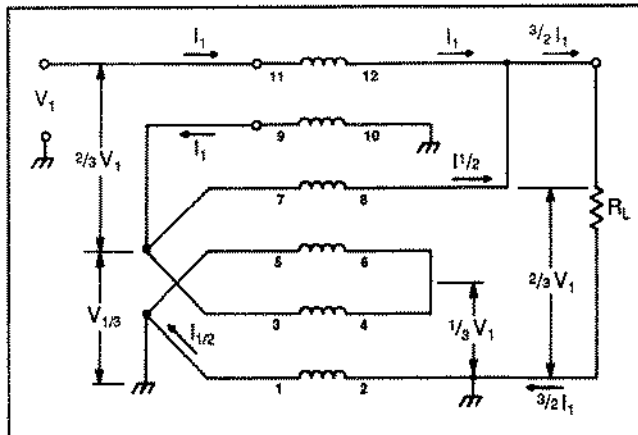 I1 I1 3/2 I1
11 12
V1
I1 9 10
2/3 V1
I1/2
7 8
RL
5 6
2/3 V1
V1/3 3 4 1/3 V1
I1/2
1 2
3/2 I1